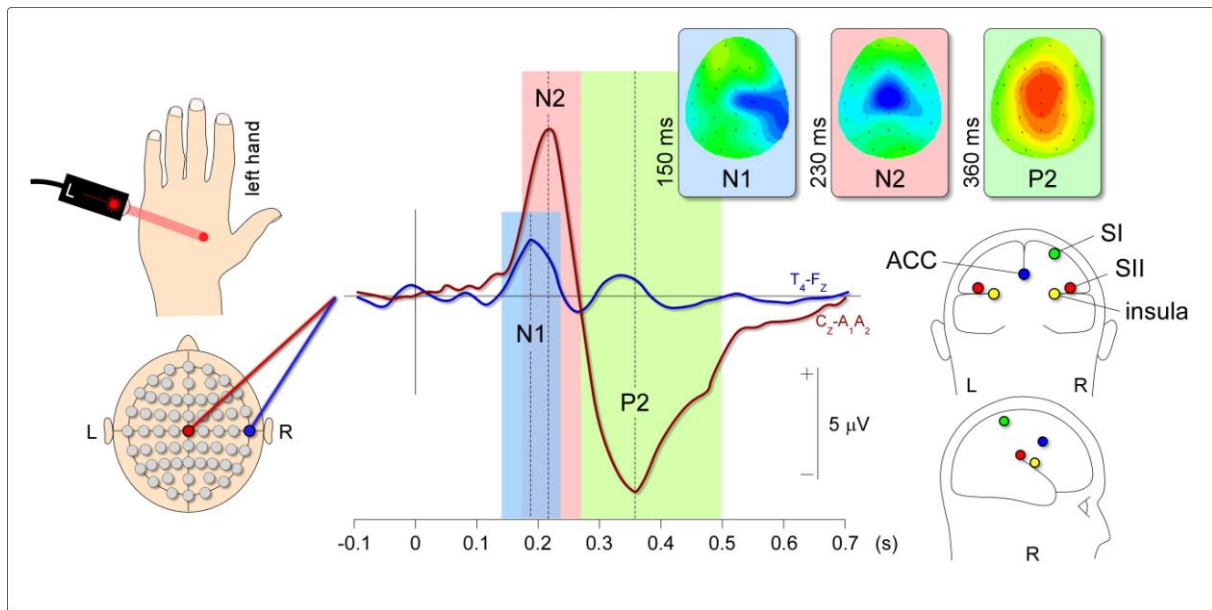 L
left hand
L
R
N2
N1
P2
T4-FZ
CZ-A1A2
+
5 µV
–
-0.1 0 0.1 0.2 0.3 0.4 0.5 0.6 0.7 (s)
150 ms
N1
230 ms
N2
360 ms
P2
ACC
SI
SII
insula
L
R
R